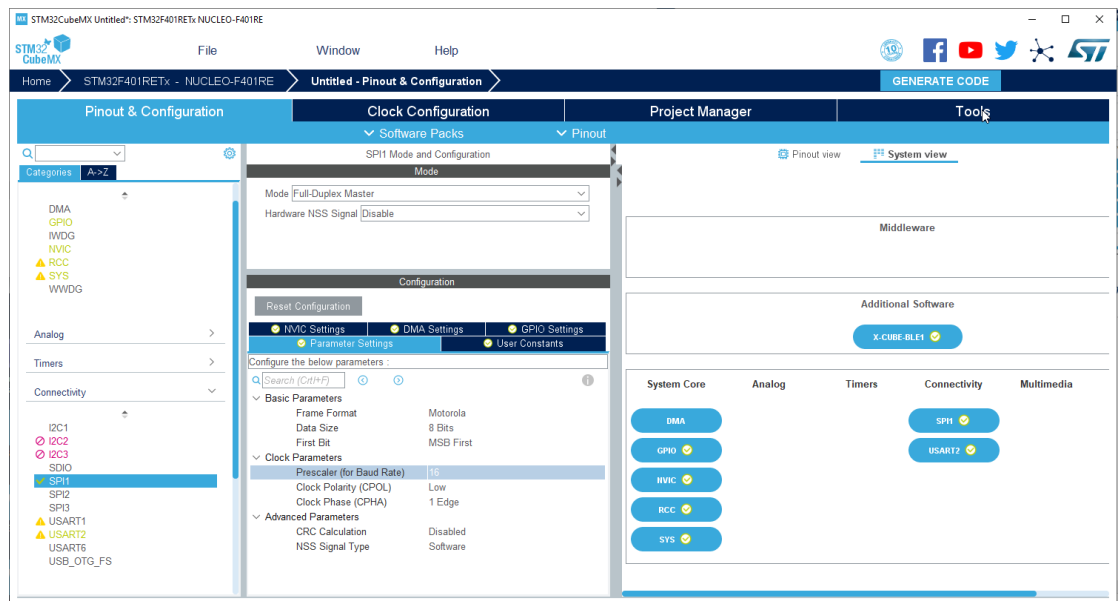 MX STM32CubeMX Untitled*: STM32F401RETx NUCLEO-F401RE
STM32 CubeMX File Window Help 10 ST
Home STM32F401RETx - NUCLEO-F401RE Untitled - Pinout & Configuration GENERATE CODE
Pinout & Configuration Clock Configuration Project Manager Tools
Software Packs Pinout
SPI1 Mode and Configuration
Pinout view System view
Categories A->Z
Mode
Mode Full-Duplex Master
Hardware NSS Signal Disable
DMA
GPIO
IWDG
NVIC
RCC
SYS
WWDG
Analog
Timers
Connectivity
I2C1
I2C2
I2C3
SDIO
SPI1
SPI2
SPI3
USART1
USART2
USART6
USB_OTG_FS
Configuration
Reset Configuration
NVIC Settings DMA Settings GPIO Settings
Parameter Settings User Constants
Configure the below parameters :
Search (Crtl+F)
Basic Parameters
Frame Format Motorola
Data Size 8 Bits
First Bit MSB First
Clock Parameters
Prescaler (for Baud Rate) 16
Clock Polarity (CPOL) Low
Clock Phase (CPHA) 1 Edge
Advanced Parameters
CRC Calculation Disabled
NSS Signal Type Software
Middleware
Additional Software
X-CUBE-BLE1
System Core Analog Timers Connectivity Multimedia
DMA SPI1
GPIO USART2
NVIC
RCC
SYS